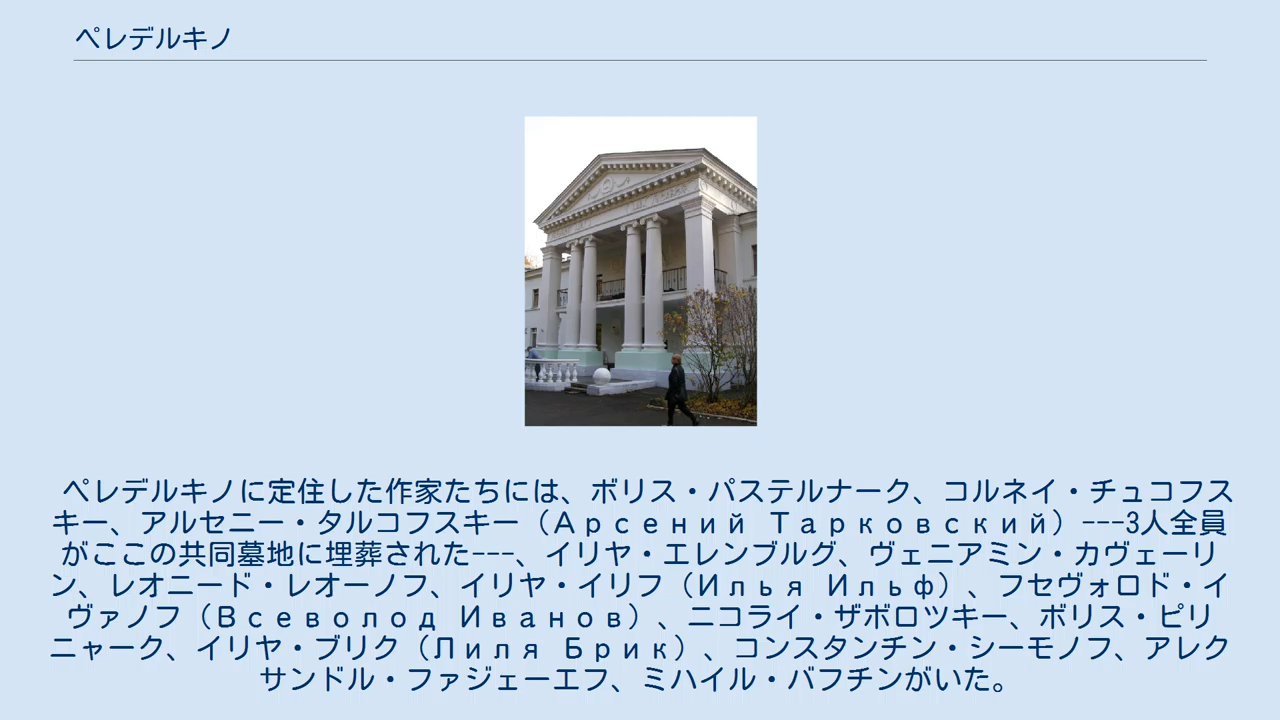 ペレデルキノ
ペレデルキノに定住した作家たちには、ボリス・パステルナーク、コルネイ・チュコフス
キー、アルセニー・タルコフスキー（Арсений Тарковский）---3人全員
がここの共同墓地に埋葬された---、イリヤ・エレンブルグ、ヴェニアミン・カヴェーリ
ン、レオニード・レオーノフ、イリヤ・イリフ（Илья Ильф）、フセヴォロド・イ
ヴァノフ（Всеволод Иванов）、ニコライ・ザボロツキー、ボリス・ピリ
ニャーク、イリヤ・ブリク（Лиля Брик）、コンスタンチン・シーモノフ、アレク
サンドル・ファジェーエフ、ミハイル・バフチンがいた。